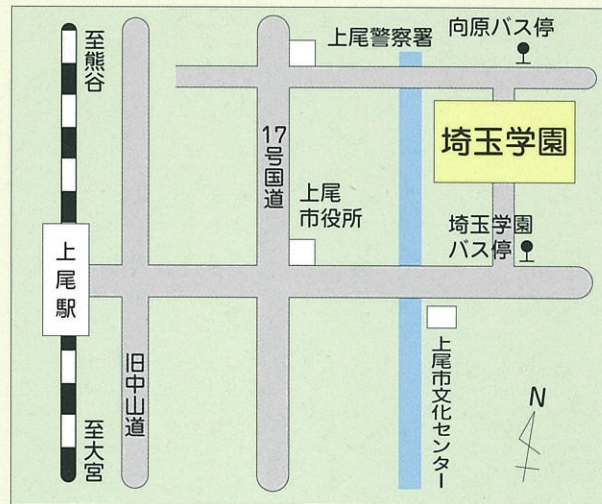 至熊谷
上尾警察署
向原バス停
17号国道
埼玉学園
上尾
市役所
埼玉学園
バス停
上尾駅
旧中山道
上尾市文化センター
至大宮
N